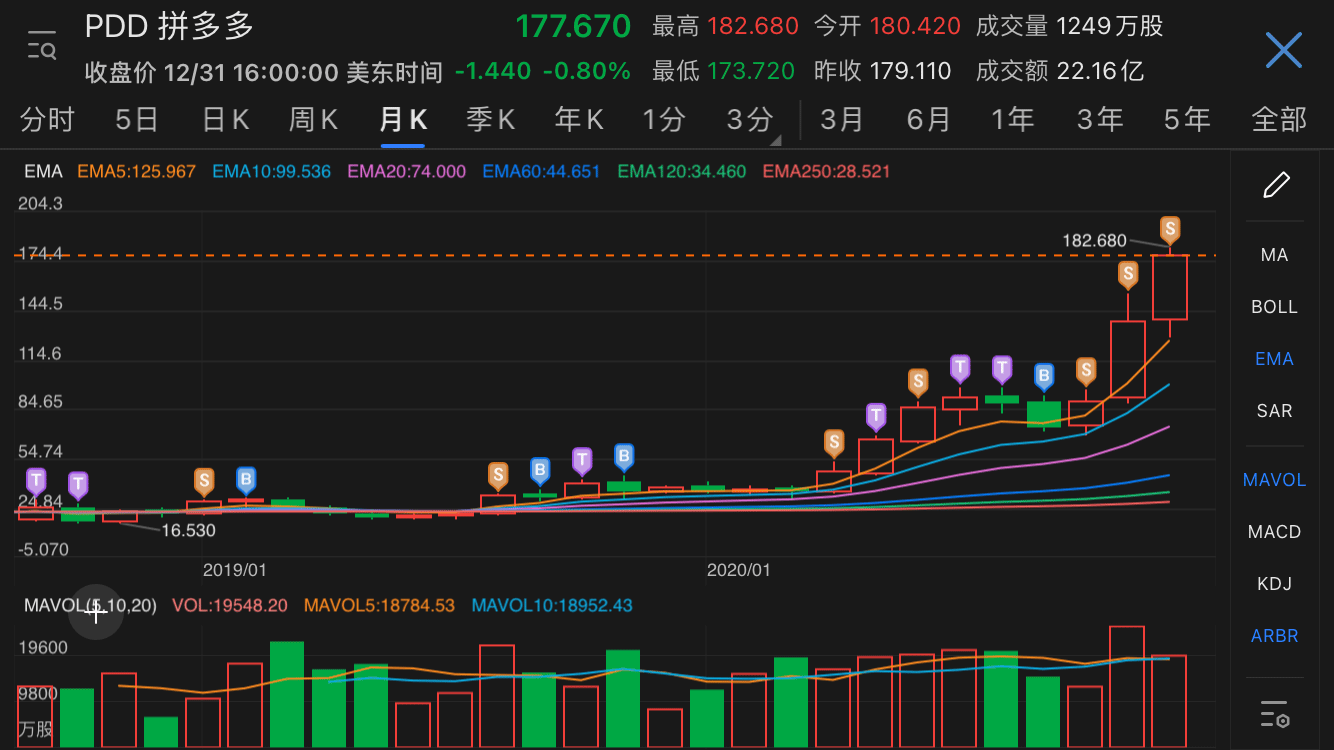 PDD 拼多多 177.670 最高 182.680 今开 180.420 成交量 1249万股
收盘价 12/31 16:00:00 美东时间 -1.440 -0.80% 最低 173.720 昨收 179.110 成交额 22.16亿
分时 5日 日K 周K 月K 季K 年K 1分 3分 3月 6月 1年 3年 5年 全部
EMA EMA5:125.967 EMA10:99.536 EMA20:74.000 EMA60:44.651 EMA120:34.460 EMA250:28.521
204.3
S
182.680
174.4
S
144.5
114.6
T T B S
S
84.65
T
S
54.74
T T S B S B T B
24.84
16.530
-5.070
2019/01 2020/01
MAVOL(5,10,20) VOL:19548.20 MAVOL5:18784.53 MAVOL10:18952.43
19600
9800
万股
MA
BOLL
EMA
SAR
MAVOL
MACD
KDJ
ARBR